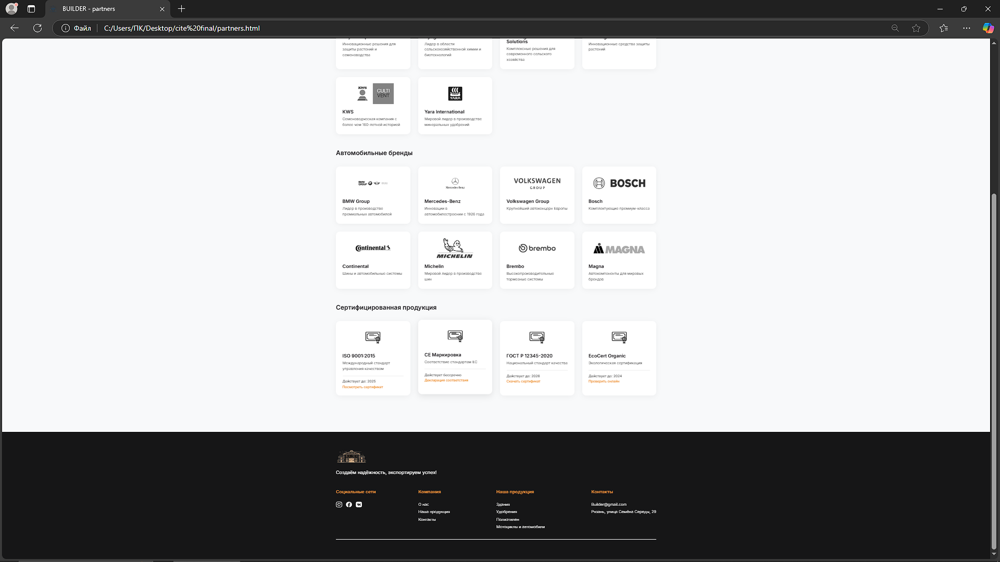 BUILDER - partners
Файл
C:/Users/ПК/Desktop/cite%20final/partners.html
Инновационные решения для
защиты растений и
семеноводства
Лидер в области
сельскохозяйственной химии и
биотехнологий
Solutions
Комплексные решения для
современного сельского
хозяйства
Инновационные средства защиты
растений
KWS
CULTI
VENT
KWS
Семеноводческая компания с
более чем 160-летней историей
YARA
Yara International
Мировой лидер в производстве
минеральных удобрений
Автомобильные бренды
BMW
GROUP
BMW Group
Лидер в производстве
премиальных автомобилей
Mercedes-Benz
Mercedes-Benz
Инновации в
автомобилестроении с 1926 года
VOLKSWAGEN
GROUP
Volkswagen Group
Крупнейший автоконцерн Европы
BOSCH
Bosch
Комплектующие премиум-класса
Continental
Continental
Шины и автомобильные системы
MICHELIN
Michelin
Мировой лидер в производстве
шин
brembo
Brembo
Высокопроизводительные
тормозные системы
MAGNA
Magna
Автокомпоненты для мировых
брендов
Сертифицированная продукция
ISO 9001:2015
Международный стандарт
управления качеством
Действует до: 2025
Посмотреть сертификат
CE Маркировка
Соответствие стандартам ЕС
Действует бессрочно
Декларация соответствия
ГОСТ Р 12345-2020
Национальный стандарт качества
Действует до: 2026
Скачать сертификат
EcoCert Organic
Экологическая сертификация
Действует до: 2024
Проверить онлайн
Создаём надёжность, экспортируем успех!
Социальные сети
Компания
О нас
Наша продукция
Контакты
Наша продукция
Здания
Удобрения
Полиэтилен
Мотоциклы и автомобили
Контакты
Builder@gmail.com
Рязань, улица Семёна Середы, 29